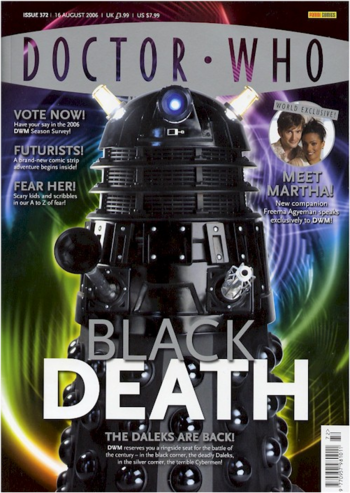 ISSUE 372 | 16 AUGUST 2006 | UK £3.99 | US $7.99
DOCTOR · WHO
VOTE NOW!
Have your say in the 2006
DWM Season Survey!
FUTURISTS!
A brand-new comic strip
adventure begins inside!
FEAR HER!
Scary kids and scribbles
in our A to Z of fear!
WORLD EXCLUSIVE!
MEET
MARTHA!
New companion
Freema Agyeman speaks
exclusively to DWM!
BLACK
DEATH
THE DALEKS ARE BACK!
DWM reserves you a ringside seat for the battle of
the century – in the black corner, the deadly Daleks,
in the silver corner, the terrible Cybermen!